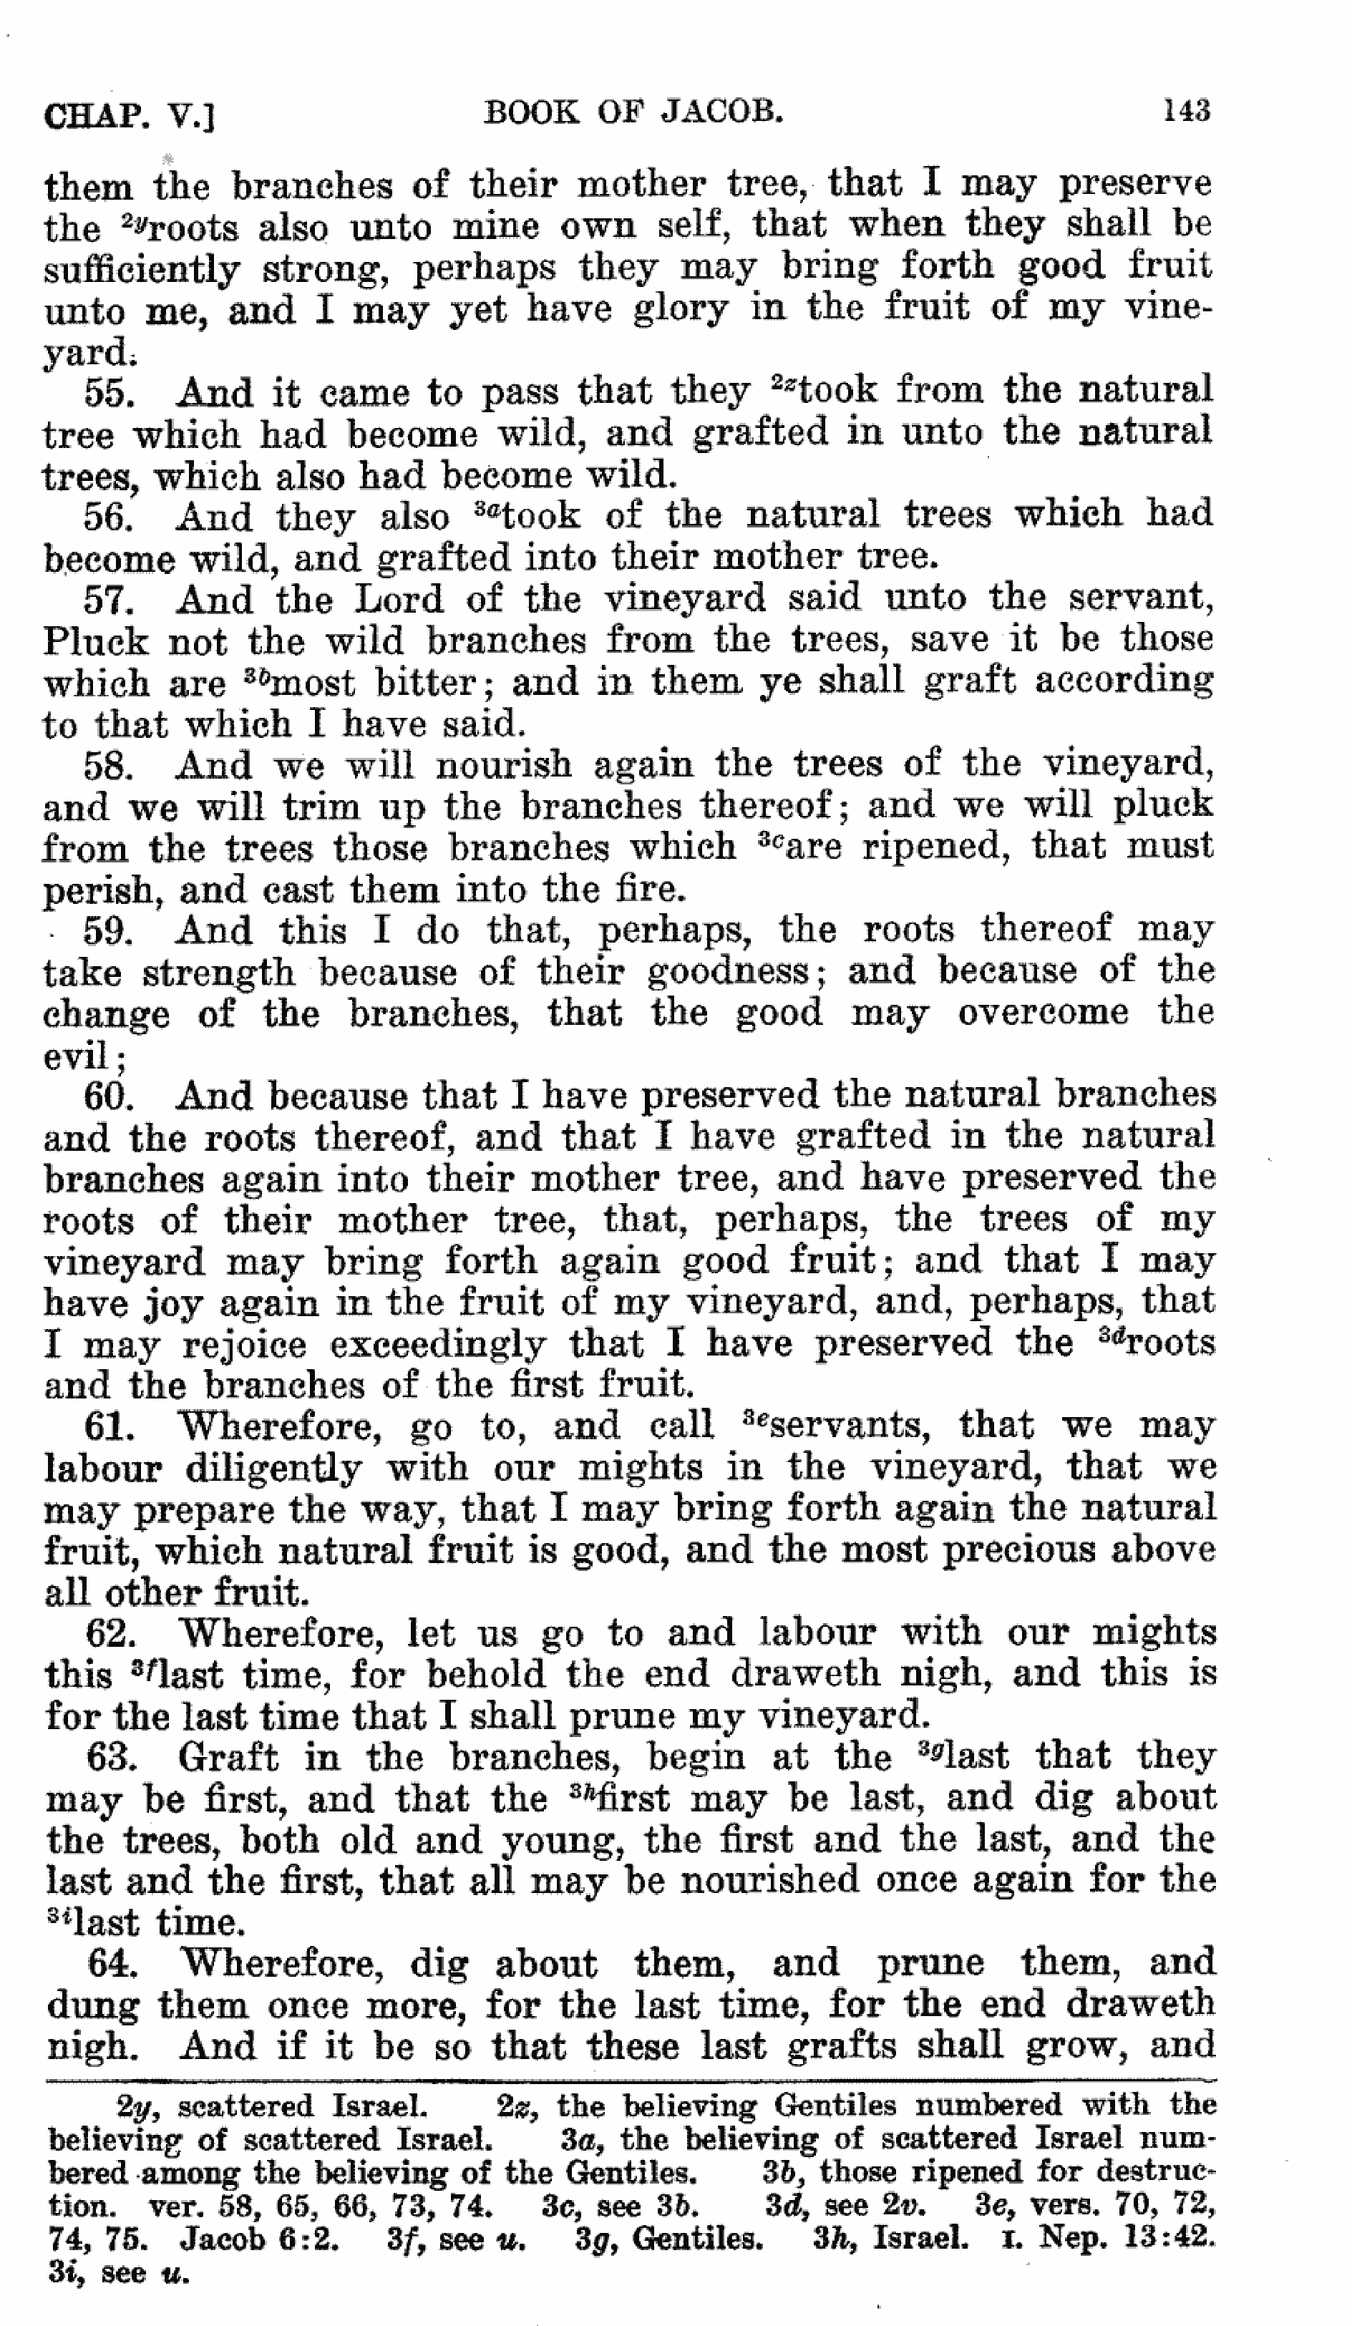 CHAP. V.] BOOK OF JACOB. 143
them the branches of their mother tree, that I may preserve
the 2yroots also unto mine own self, that when they shall be
sufficiently strong, perhaps they may bring forth good fruit
unto me, and I may yet have glory in the fruit of my vine-
yard.
55. And it came to pass that they 2ztook from the natural
tree which had become wild, and grafted in unto the natural
trees, which also had become wild.
56. And they also 3atook of the natural trees which had
become wild, and grafted into their mother tree.
57. And the Lord of the vineyard said unto the servant,
Pluck not the wild branches from the trees, save it be those
which are 3bmost bitter; and in them ye shall graft according
to that which I have said.
58. And we will nourish again the trees of the vineyard,
and we will trim up the branches thereof; and we will pluck
from the trees those branches which 3care ripened, that must
perish, and cast them into the fire.
59. And this I do that, perhaps, the roots thereof may
take strength because of their goodness; and because of the
change of the branches, that the good may overcome the
evil;
60. And because that I have preserved the natural branches
and the roots thereof, and that I have grafted in the natural
branches again into their mother tree, and have preserved the
roots of their mother tree, that, perhaps, the trees of my
vineyard may bring forth again good fruit; and that I may
have joy again in the fruit of my vineyard, and, perhaps, that
I may rejoice exceedingly that I have preserved the 3droots
and the branches of the first fruit.
61. Wherefore, go to, and call 3eservants, that we may
labour diligently with our mights in the vineyard, that we
may prepare the way, that I may bring forth again the natural
fruit, which natural fruit is good, and the most precious above
all other fruit.
62. Wherefore, let us go to and labour with our mights
this 3flast time, for behold the end draweth nigh, and this is
for the last time that I shall prune my vineyard.
63. Graft in the branches, begin at the 3glast that they
may be first, and that the 3hfirst may be last, and dig about
the trees, both old and young, the first and the last, and the
last and the first, that all may be nourished once again for the
3ilast time.
64. Wherefore, dig about them, and prune them, and
dung them once more, for the last time, for the end draweth
nigh. And if it be so that these last grafts shall grow, and
2y, scattered Israel. 2z, the believing Gentiles numbered with the
believing of scattered Israel. 3a, the believing of scattered Israel num-
bered among the believing of the Gentiles. 3b, those ripened for destruc-
tion. ver. 58, 65, 66, 73, 74. 3c, see 3b. 3d, see 2v. 3e, vers. 70, 72,
74, 75. Jacob 6:2. 3f, see u. 3g, Gentiles. 3h, Israel. I. Nep. 13:42.
3i, see u.